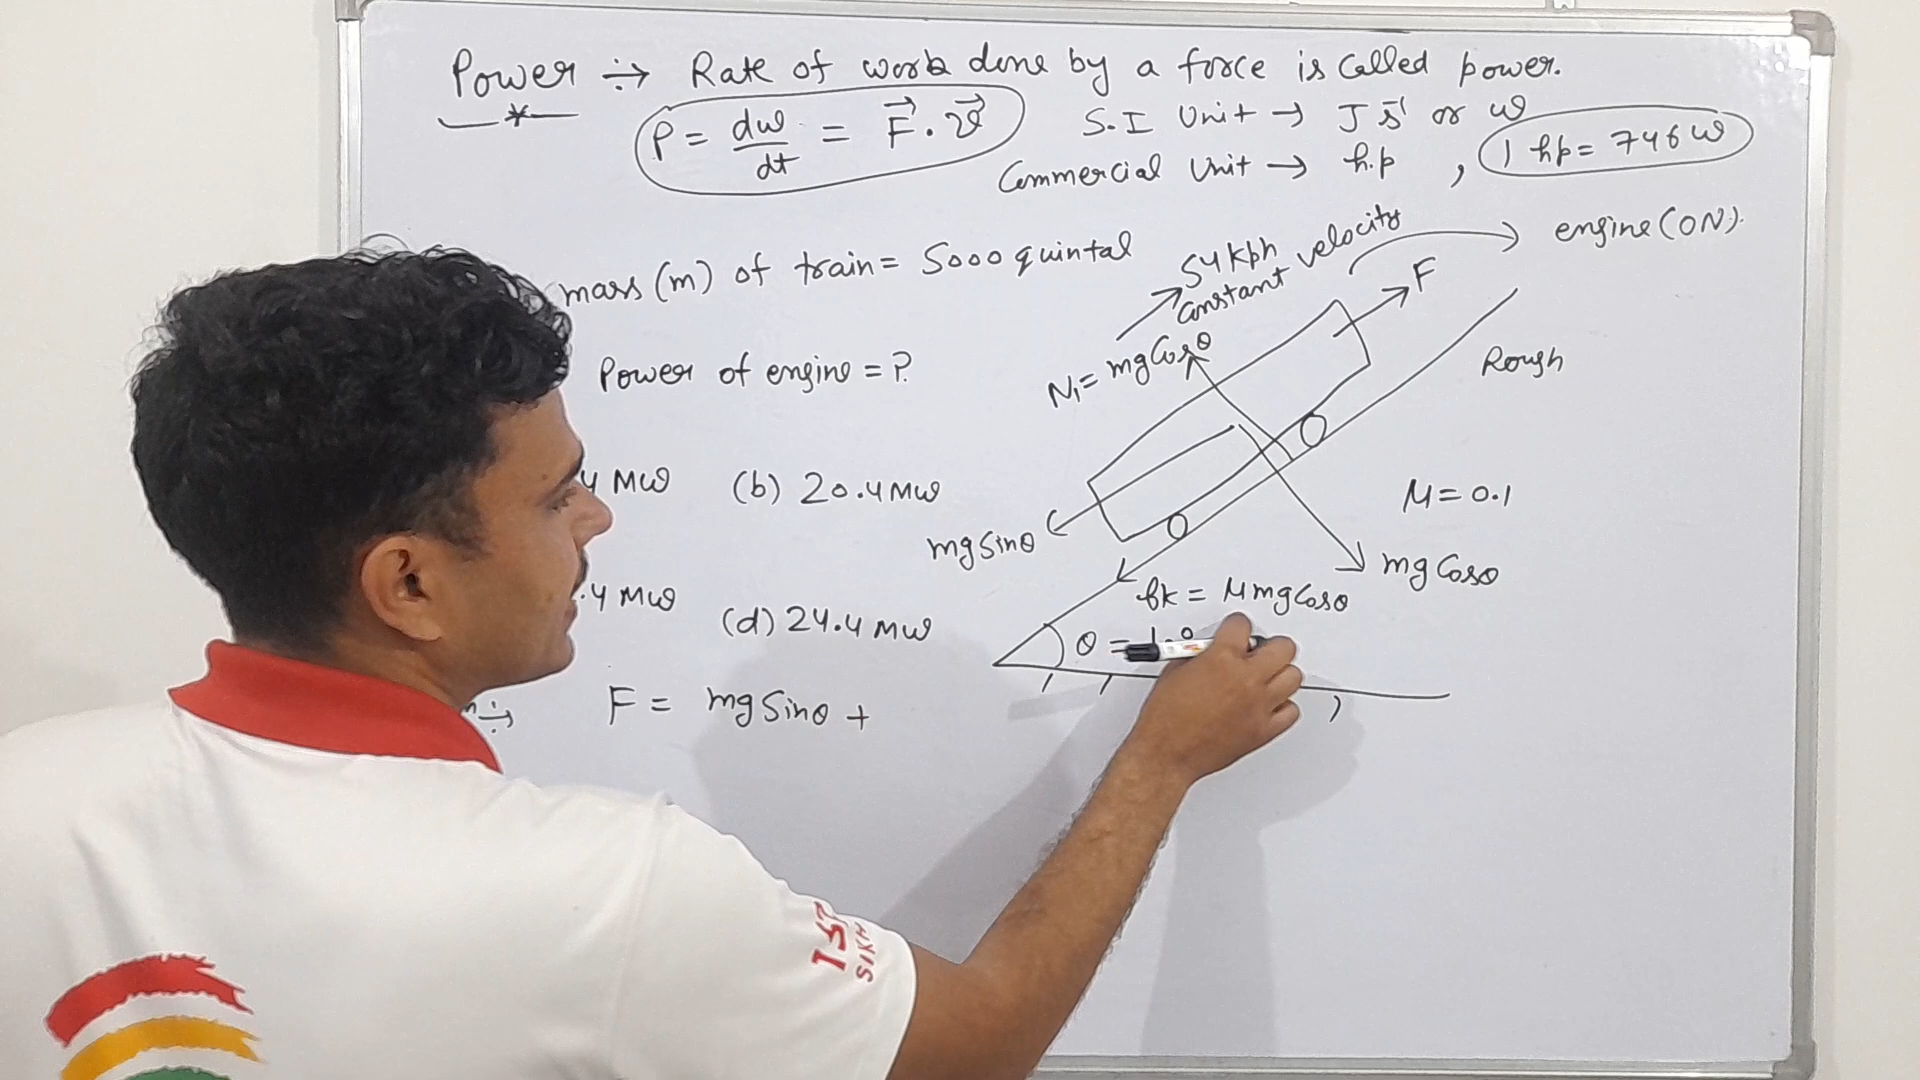 Power ÷→ Rate of work done by a force is called power.
P = dw/dt = F⃗ . v⃗
S.I Unit → J s⁻¹ or W
Commercial Unit → h.p , 1 hp = 746 W
mass (m) of train = 5000 quintal
54 kph
constant velocity
engine (ON).
F
N₁ = mg Cosθ
Rough
Power of engine = ?
4 MW (b) 20.4 MW
μ = 0.1
mg Sinθ
mg Cosθ
fk = μmg Cosθ
.4 MW (d) 24.4 MW
θ =
F = mg Sinθ +
SIKH